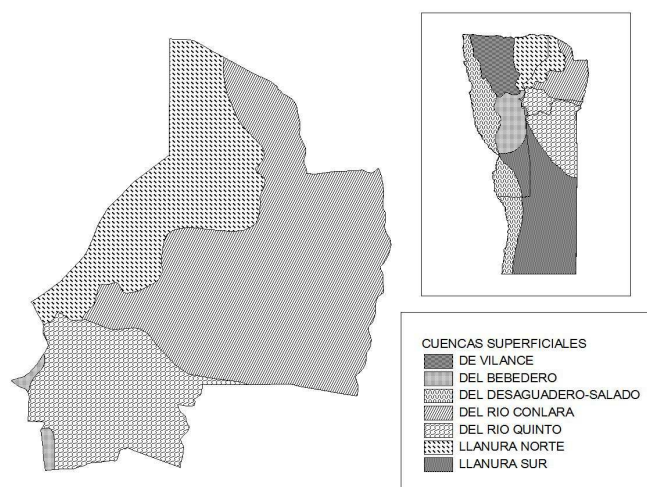 CUENCAS SUPERFICIALES
DE VILANCE
DEL BEBEDERO
DEL DESAGUADERO-SALADO
DEL RIO CONLARA
DEL RIO QUINTO
LLANURA NORTE
LLANURA SUR